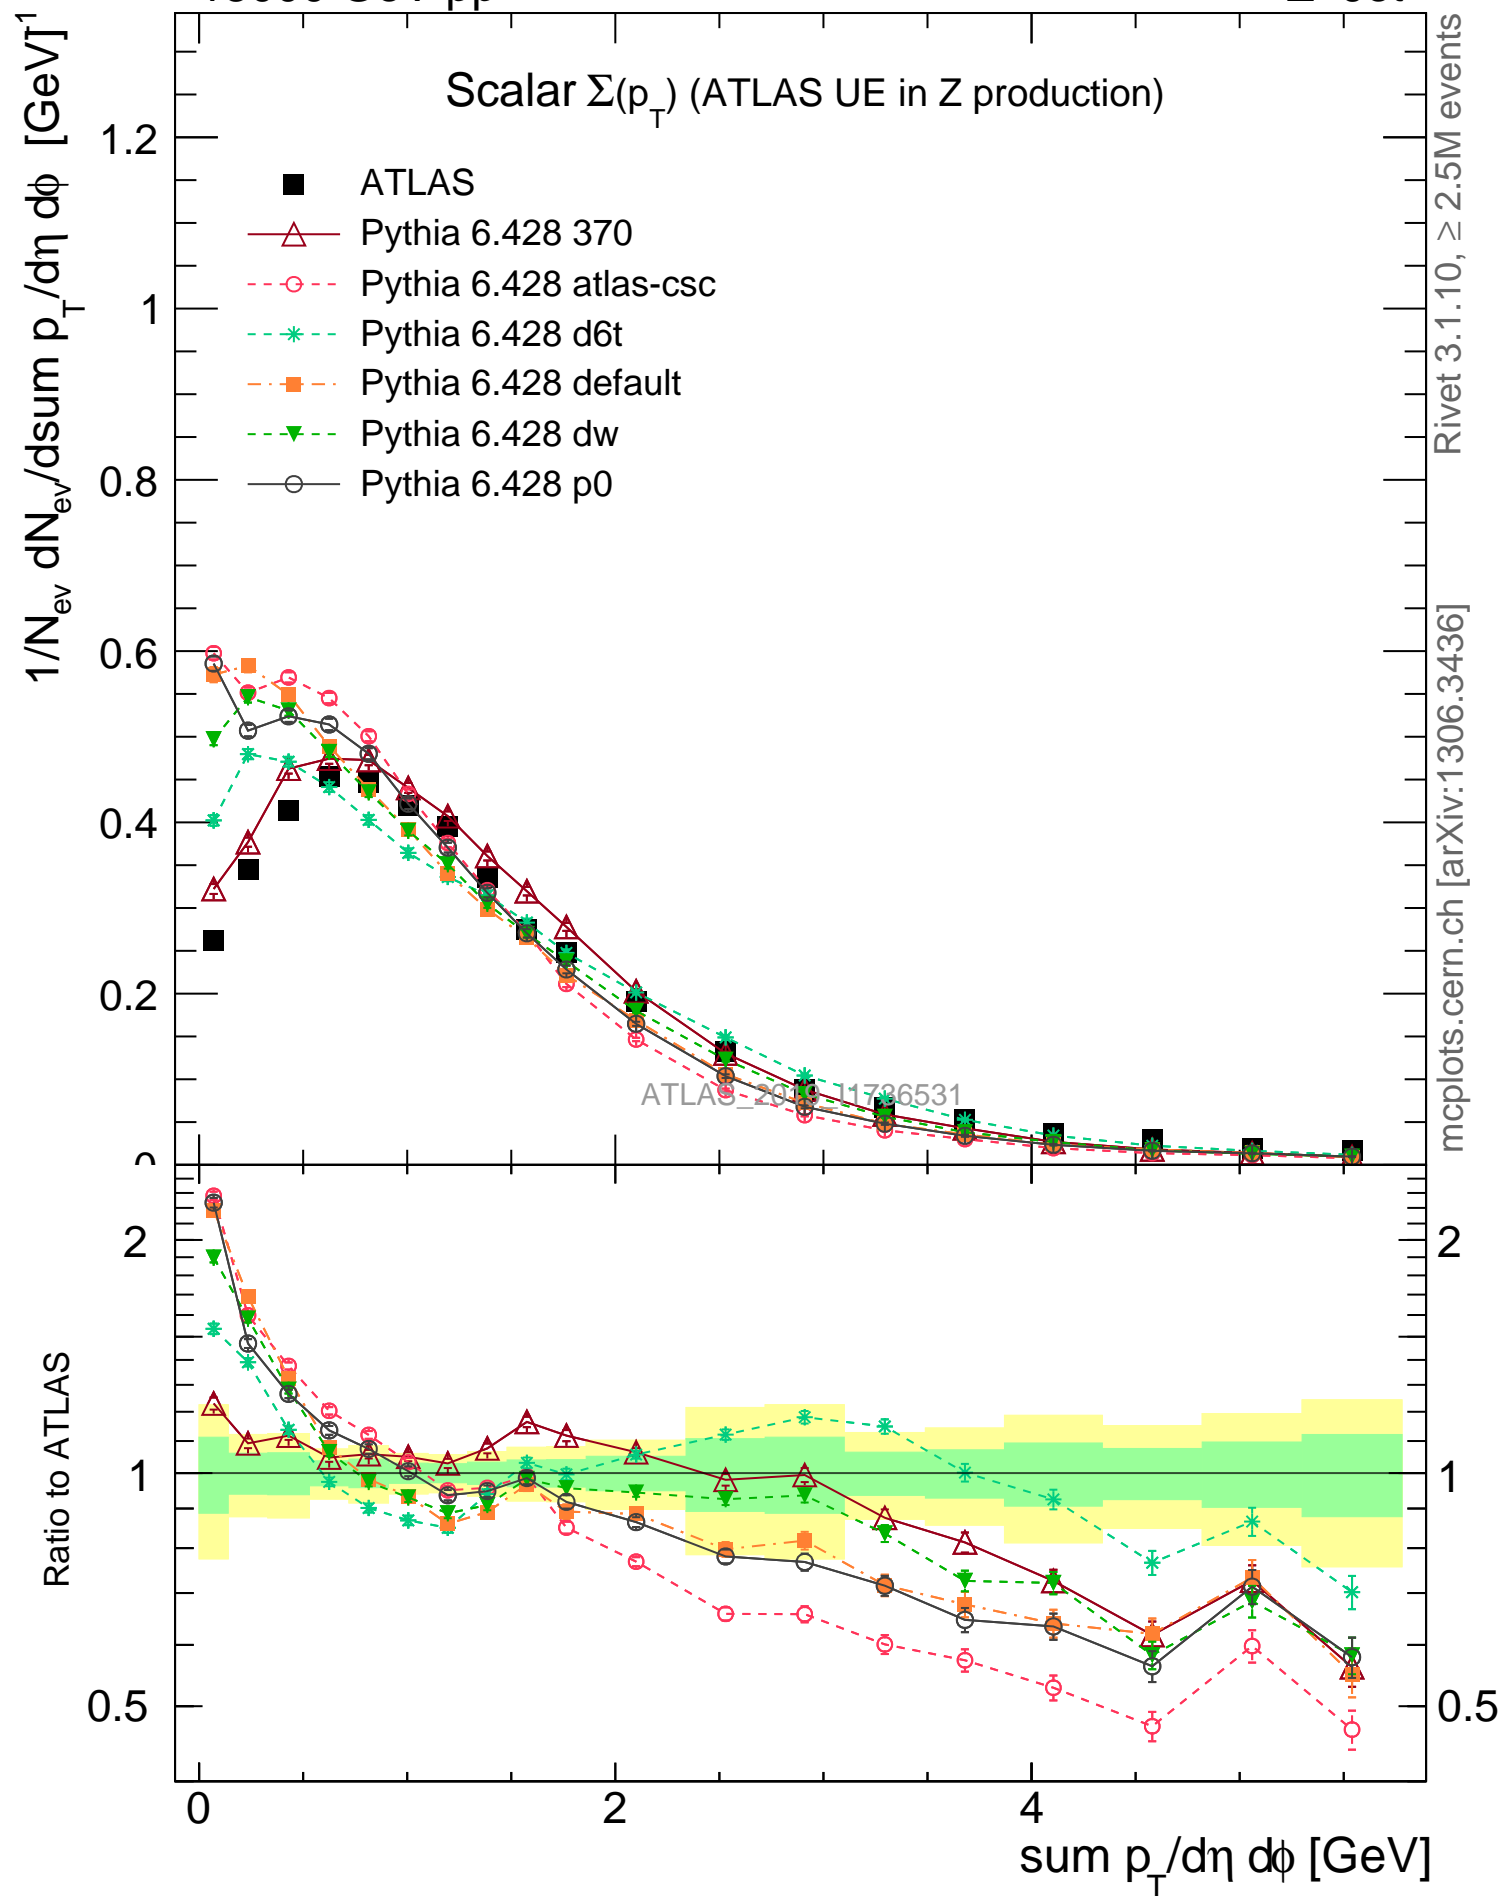 Scalar Σ(p_T) (ATLAS UE in Z production)
1/N_ev dN_ev/dsum p_T/dη dϕ [GeV]^-1
ATLAS
Pythia 6.428 370
Pythia 6.428 atlas-csc
Pythia 6.428 d6t
Pythia 6.428 default
Pythia 6.428 dw
Pythia 6.428 p0
1.2
1
0.8
0.6
0.4
0.2
0
ATLAS_2019_I1736531
Rivet 3.1.10, ≥ 2.5M events
mcplots.cern.ch [arXiv:1306.3436]
Ratio to ATLAS
2
1
0.5
2
1
0.5
0
2
4
sum p_T/dη dϕ [GeV]